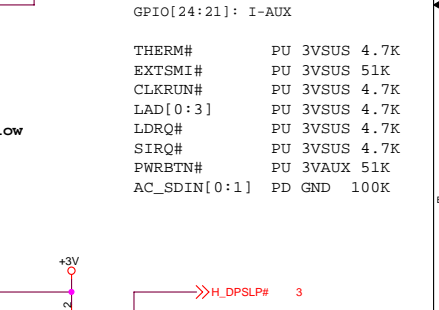 GPIO[24:21]: I-AUX
THERM# PU 3VSUS 4.7K
EXTSMI# PU 3VSUS 51K
CLKRUN# PU 3VSUS 4.7K
LAD[0:3] PU 3VSUS 4.7K
LDRQ# PU 3VSUS 4.7K
SIRQ# PU 3VSUS 4.7K
PWRBTN# PU 3VAUX 51K
AC_SDIN[0:1] PD GND 100K
+3V
2
H_DPSLP# 3